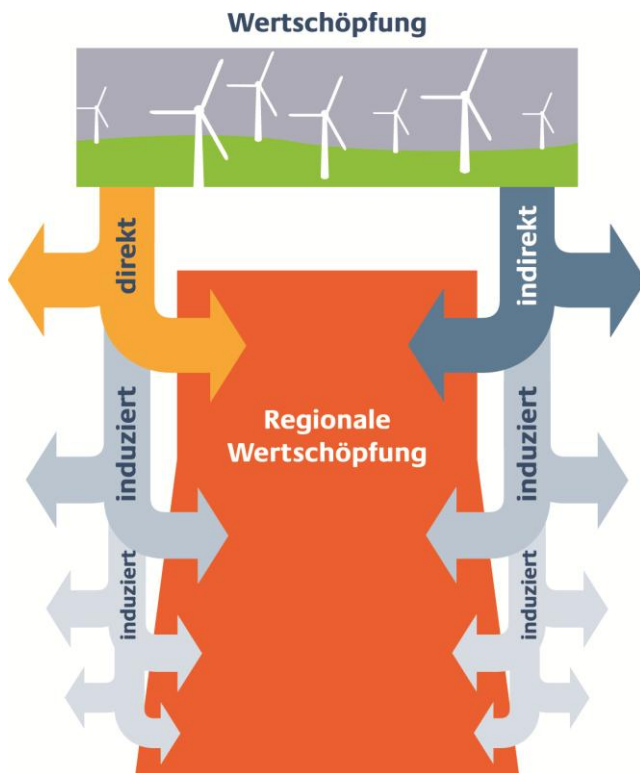 Wertschöpfung
direkt
indirekt
Regionale
Wertschöpfung
induziert
induziert
induziert
induziert